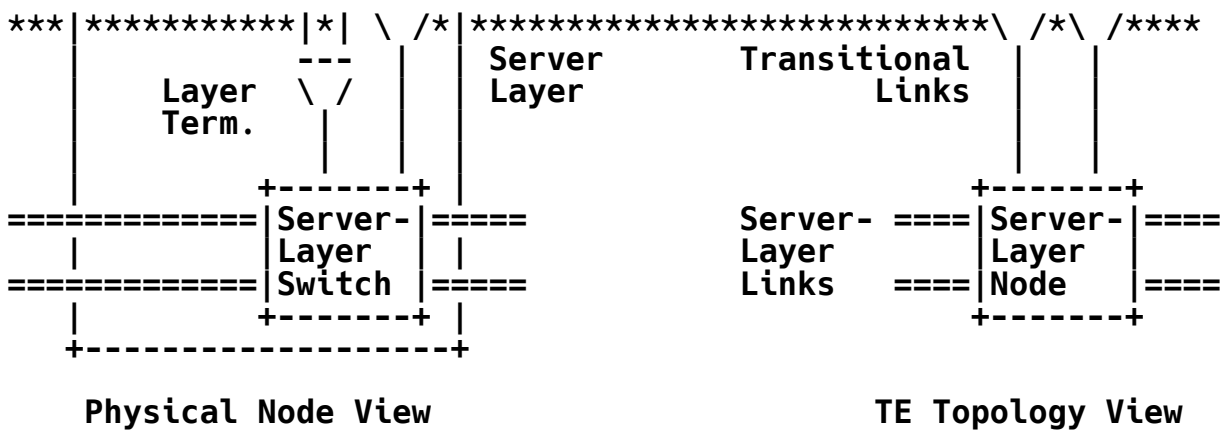 ***|***********|*| \ /*|***************************\ /*\ /****
   |           ---  |  | Server       Transitional  |   |
   |    Layer  \ /  |  | Layer               Links  |   |
   |    Term.   |   |  |                            |   |
   |            |   |  |                            |   |
   |         +-------+ |                          +-------+
=============|Server-|=====           Server- ====|Server-|====
   |         |Layer  | |              Layer       |Layer  |
=============|Switch |=====           Links   ====|Node   |====
   |         +-------+ |                          +-------+
   +-------------------+
Physical Node View                       TE Topology View